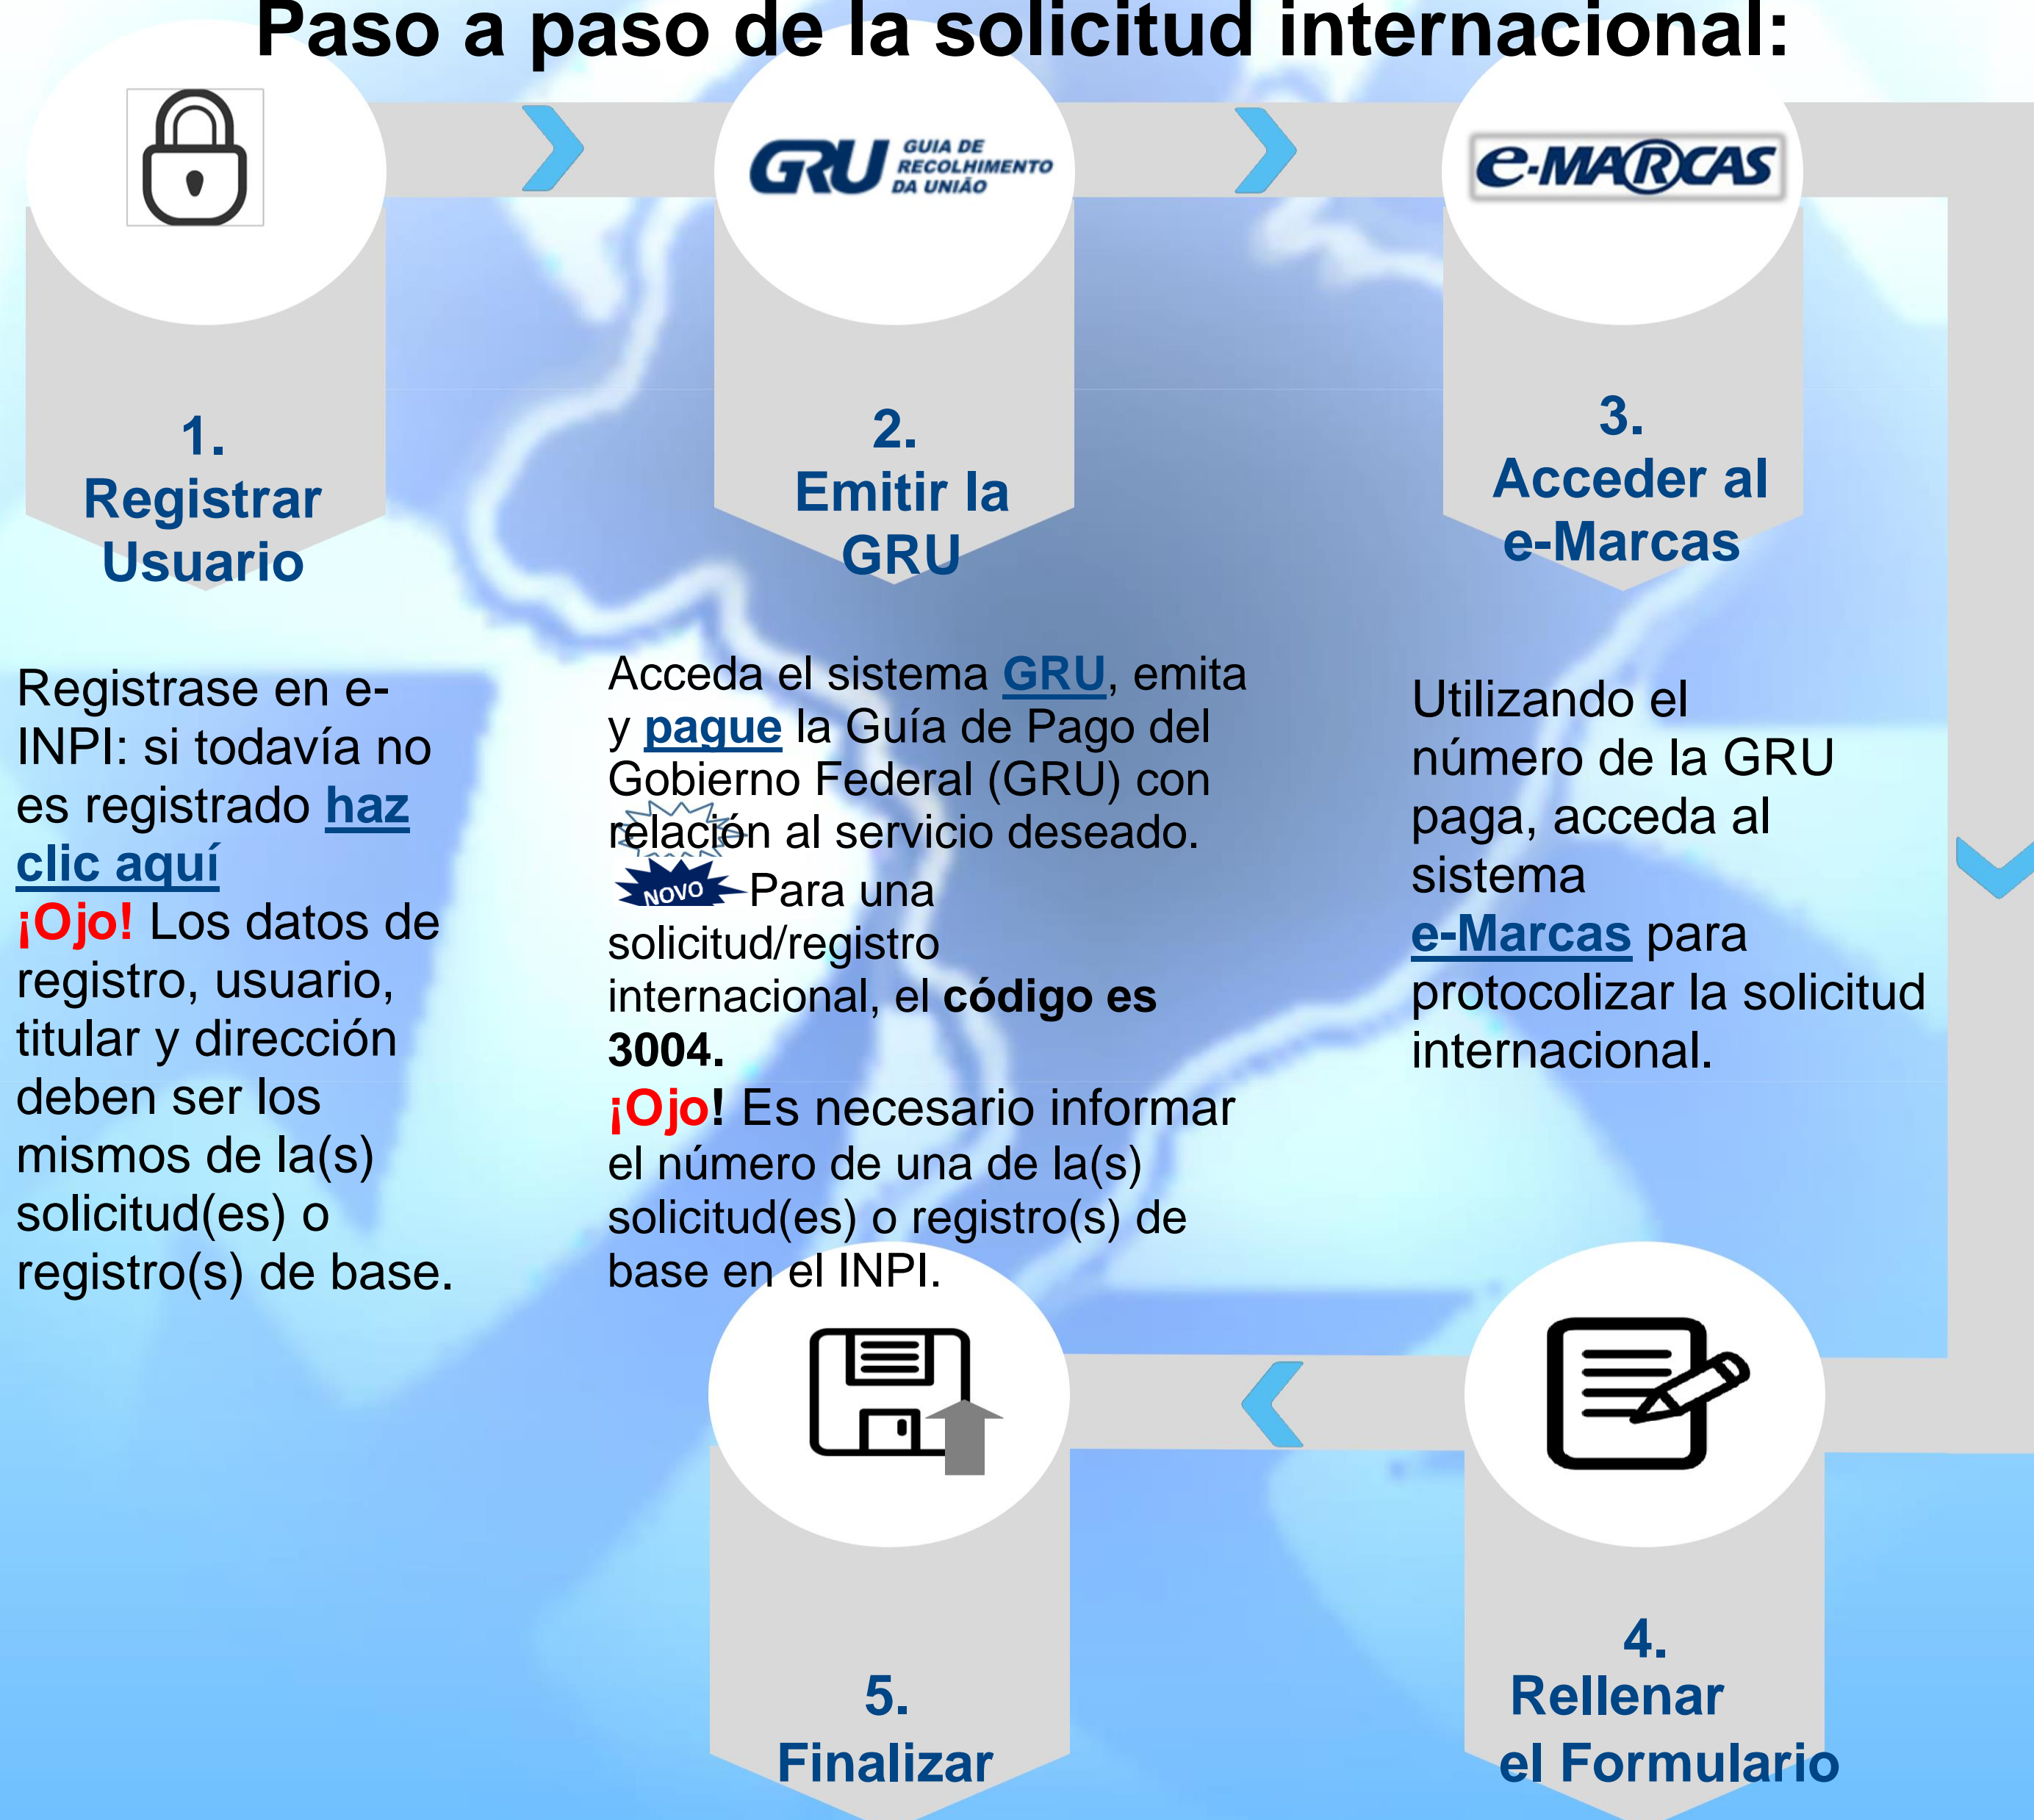 Paso a paso de la solicitud internacional:
GRU GUIA DE
RECOLHIMENTO
DA UNIÃO
e-MARCAS
1.
Registrar
Usuario
2.
Emitir la
GRU
3.
Acceder al
e-Marcas
Registrase en e-
INPI: si todavía no
es registrado haz
clic aquí
¡Ojo! Los datos de
registro, usuario,
titular y dirección
deben ser los
mismos de la(s)
solicitud(es) o
registro(s) de base.
Acceda el sistema GRU, emita
y pague la Guía de Pago del
Gobierno Federal (GRU) con
relación al servicio deseado.
NOVO Para una
solicitud/registro
internacional, el código es
3004.
¡Ojo! Es necesario informar
el número de una de la(s)
solicitud(es) o registro(s) de
base en el INPI.
Utilizando el
número de la GRU
paga, acceda al
sistema
e-Marcas para
protocolizar la solicitud
internacional.
4.
Rellenar
el Formulario
5.
Finalizar